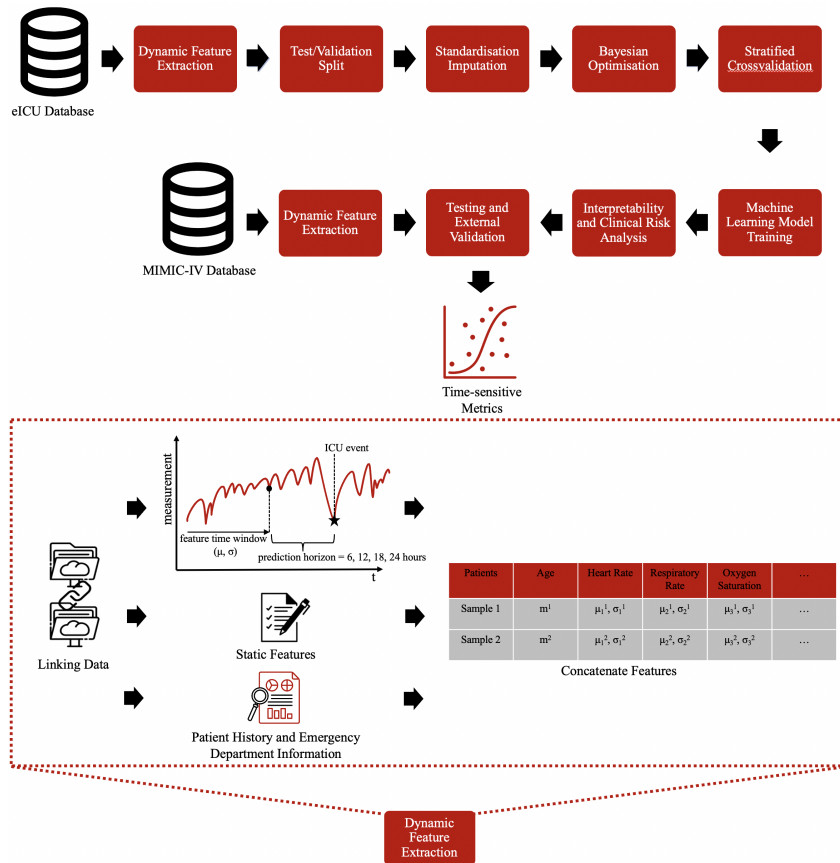 Dynamic Feature
Extraction
Test/Validation
Split
Standardisation
Imputation
Bayesian
Optimisation
Stratified
Crossvalidation
eICU Database
Dynamic Feature
Extraction
Testing and
External
Validation
Interpretability
and Clinical Risk
Analysis
Machine
Learning Model
Training
MIMIC-IV Database
Time-sensitive
Metrics
ICU event
measurement
feature time window
(μ, σ)
prediction horizon = 6, 12, 18, 24 hours
t
Linking Data
Static Features
Patient History and Emergency
Department Information
Patients Age Heart Rate Respiratory Rate Oxygen Saturation ...
Sample 1 m¹ μ₁¹, σ₁¹ μ₂¹, σ₂¹ μ₃¹, σ₃¹ ...
Sample 2 m² μ₁², σ₁² μ₂², σ₂² μ₃², σ₃² ...
Concatenate Features
Dynamic
Feature
Extraction